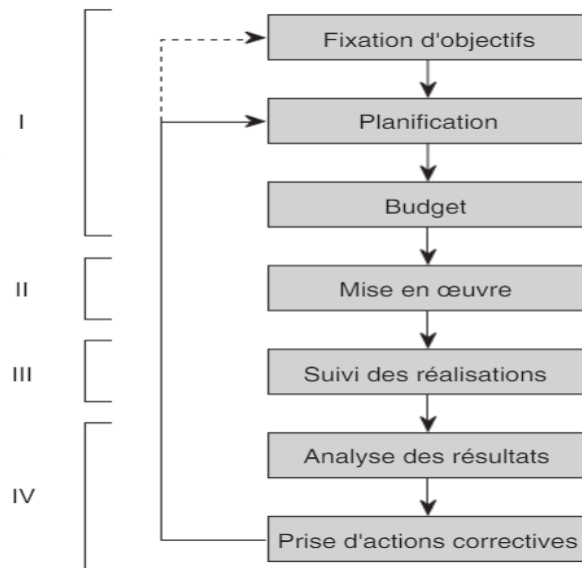 Fixation d'objectifs
I
Planification
Budget
II
Mise en œuvre
III
Suivi des réalisations
Analyse des résultats
IV
Prise d'actions correctives